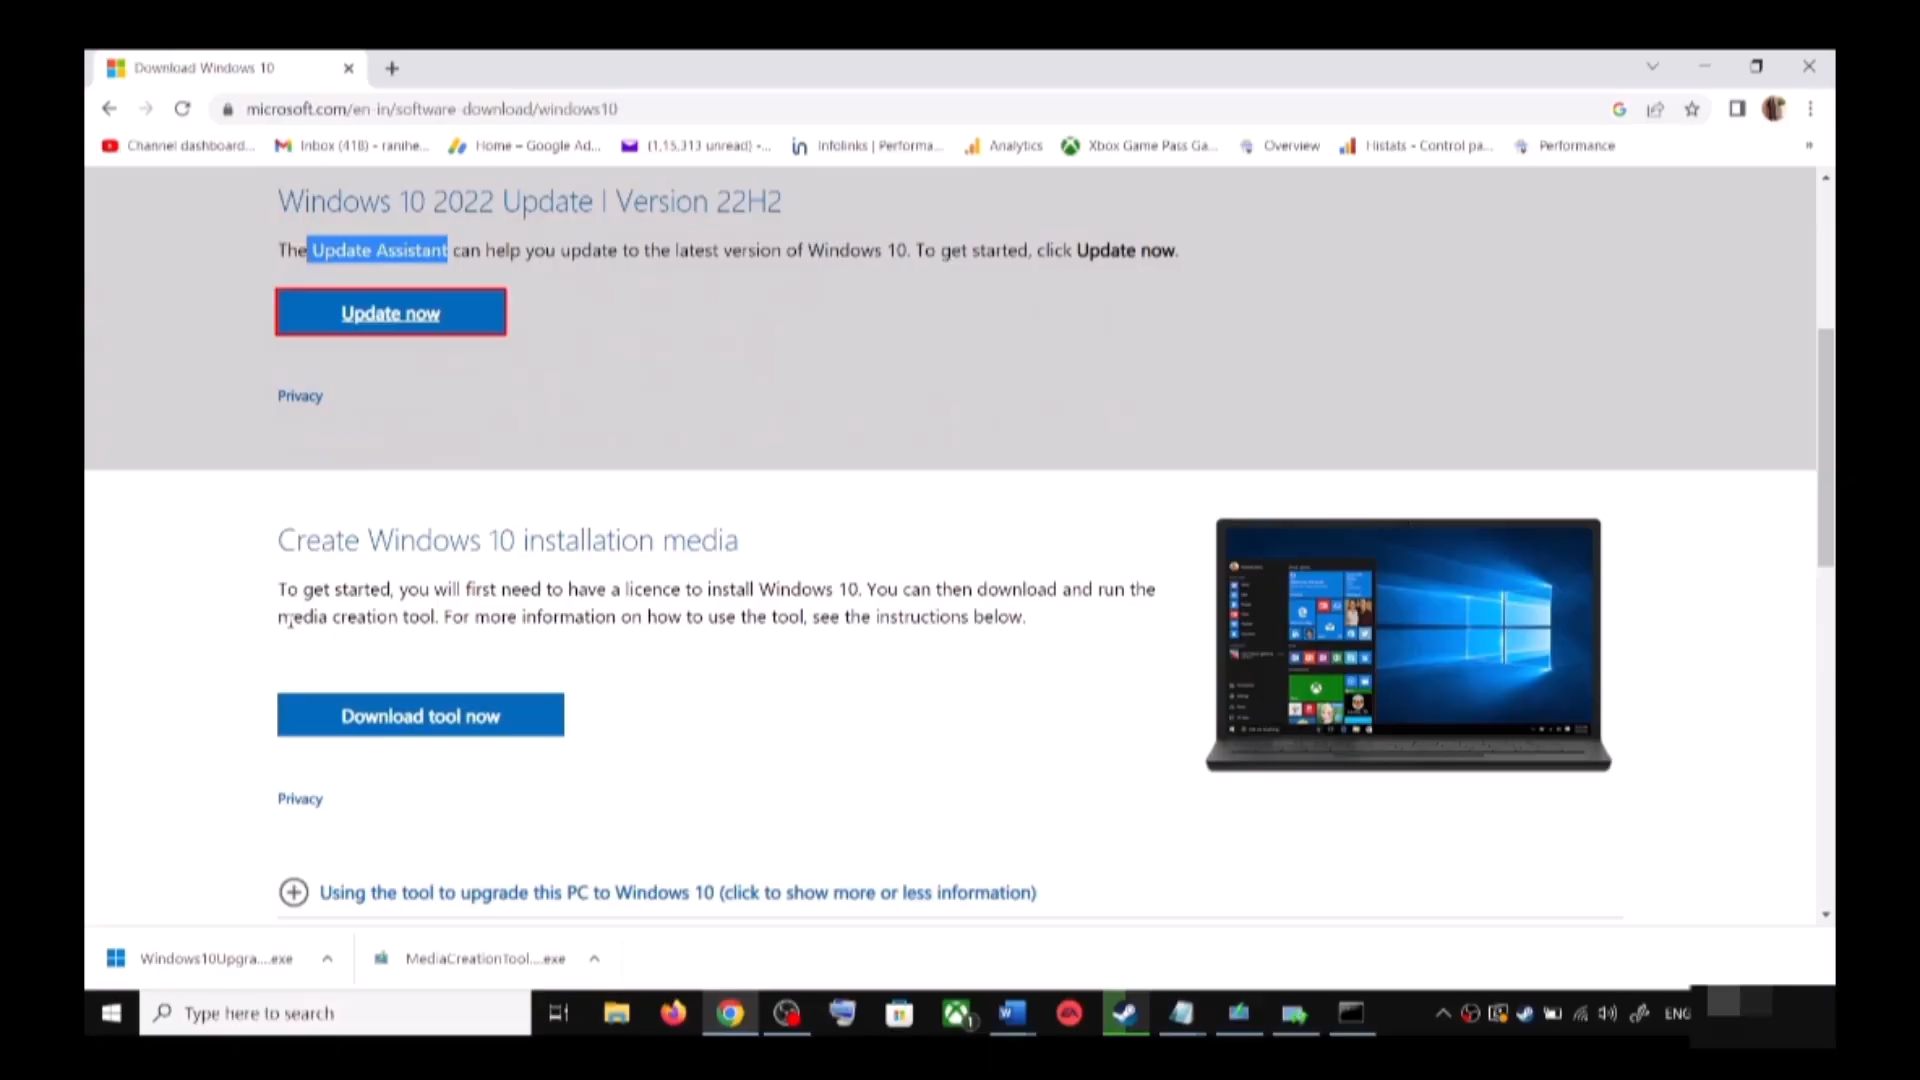 Download Windows 10
microsoft.com/en-in/software-download/windows10
Channel dashboard...
Inbox (418) - ranihe...
Home – Google Ad...
(1,15,313 unread) -...
Infolinks | Performa...
Analytics
Xbox Game Pass Ga...
Overview
Histats - Control pa...
Performance
Windows 10 2022 Update | Version 22H2
The Update Assistant can help you update to the latest version of Windows 10. To get started, click Update now.
Update now
Privacy
Create Windows 10 installation media
To get started, you will first need to have a licence to install Windows 10. You can then download and run the
media creation tool. For more information on how to use the tool, see the instructions below.
Download tool now
Privacy
Using the tool to upgrade this PC to Windows 10 (click to show more or less information)
Windows10Upgra....exe
MediaCreationTool....exe
Type here to search
ENG